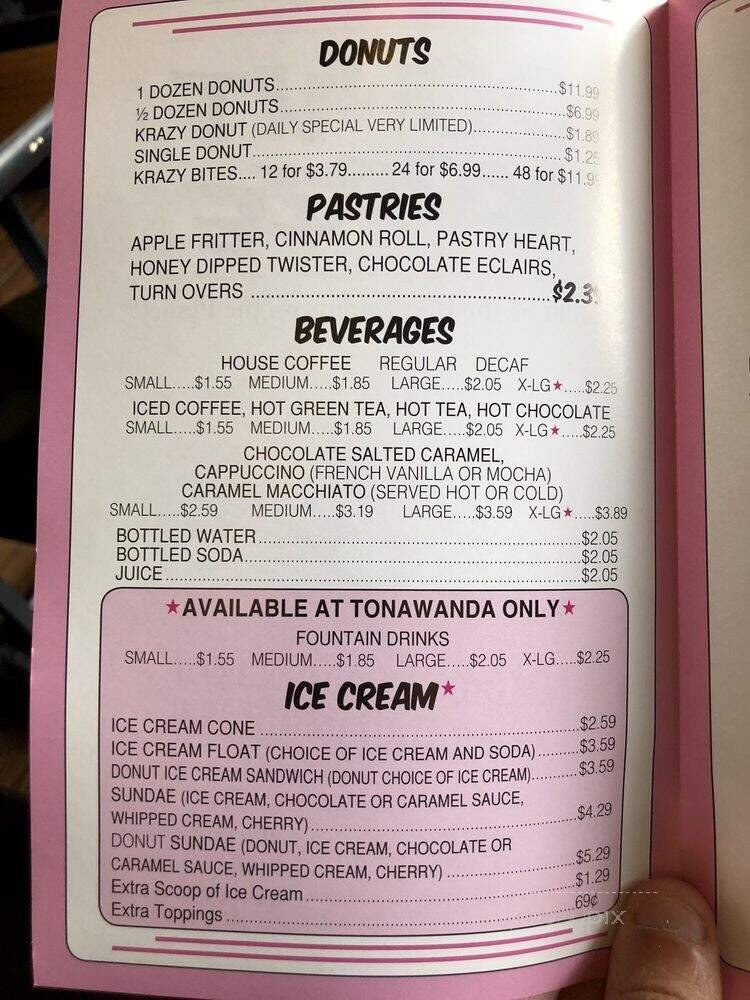 DONUTS
1 DOZEN DONUTS..............................$11.99
½ DOZEN DONUTS..............................$6.99
KRAZY DONUT (DAILY SPECIAL VERY LIMITED)..............$1.89
SINGLE DONUT..............................$1.25
KRAZY BITES.... 12 for $3.79......... 24 for $6.99...... 48 for $11.99
PASTRIES
APPLE FRITTER, CINNAMON ROLL, PASTRY HEART,
HONEY DIPPED TWISTER, CHOCOLATE ECLAIRS,
TURN OVERS ..............................
BEVERAGES
HOUSE COFFEE REGULAR DECAF
SMALL.....$1.55 MEDIUM.....$1.85 LARGE.....$2.05 X-LG★.....$2.25
ICED COFFEE, HOT GREEN TEA, HOT TEA, HOT CHOCOLATE
SMALL.....$1.55 MEDIUM.....$1.85 LARGE.....$2.05 X-LG★.....$2.25
CHOCOLATE SALTED CARAMEL,
CAPPUCCINO (FRENCH VANILLA OR MOCHA)
CARAMEL MACCHIATO (SERVED HOT OR COLD)
SMALL.....$2.59 MEDIUM.....$3.19 LARGE.....$3.59 X-LG★.....$3.89
BOTTLED WATER..............................$2.05
BOTTLED SODA..............................$2.05
JUICE..............................$2.05
★AVAILABLE AT TONAWANDA ONLY★
FOUNTAIN DRINKS
SMALL.....$1.55 MEDIUM.....$1.85 LARGE.....$2.05 X-LG.....$2.25
ICE CREAM★
ICE CREAM CONE ..............................$2.59
ICE CREAM FLOAT (CHOICE OF ICE CREAM AND SODA)..........$3.59
DONUT ICE CREAM SANDWICH (DONUT CHOICE OF ICE CREAM)..........$3.59
SUNDAE (ICE CREAM, CHOCOLATE OR CARAMEL SAUCE,
WHIPPED CREAM, CHERRY)..............................$4.29
DONUT SUNDAE (DONUT, ICE CREAM, CHOCOLATE OR
CARAMEL SAUCE, WHIPPED CREAM, CHERRY) ....................$5.29
Extra Scoop of Ice Cream..............................$1.29
Extra Toppings ..............................69¢